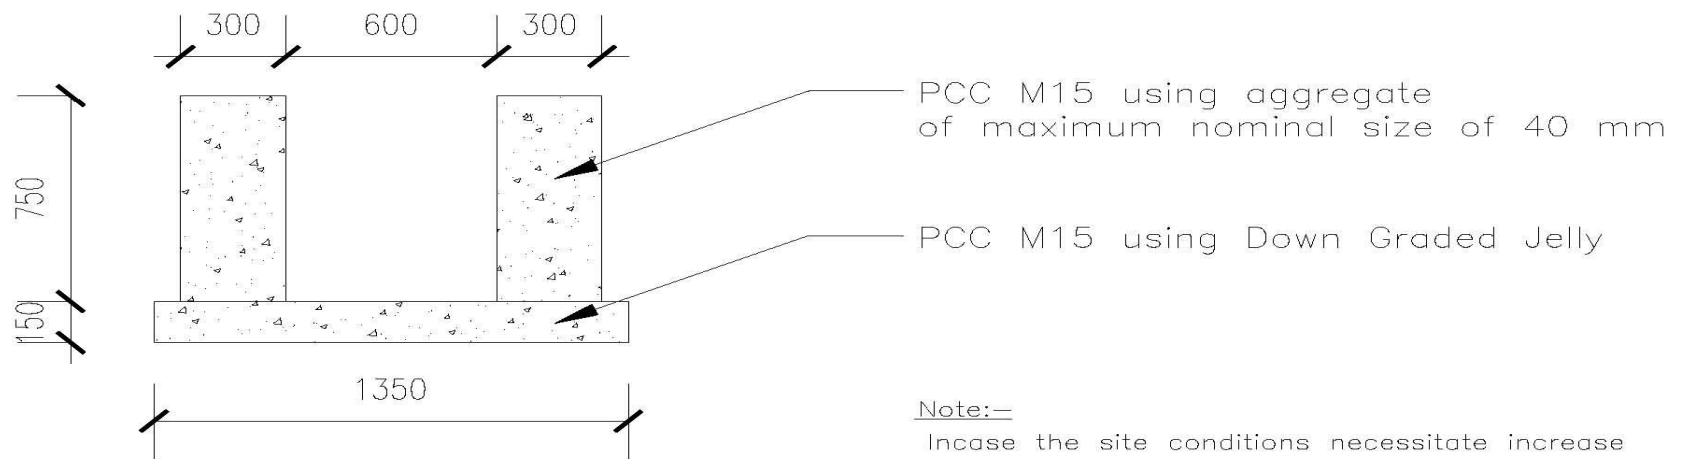 300 600 300
PCC M15 using aggregate
of maximum nominal size of 40 mm
750
PCC M15 using Down Graded Jelly
150
1350
Note:—
Incase the site conditions necessitate increase